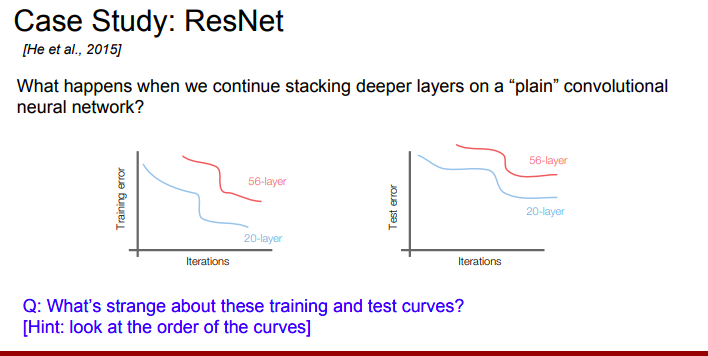 Case Study: ResNet
[He et al., 2015]
What happens when we continue stacking deeper layers on a “plain” convolutional
neural network?
Training error
56-layer
20-layer
Iterations
Test error
56-layer
20-layer
Iterations
Q: What’s strange about these training and test curves?
[Hint: look at the order of the curves]